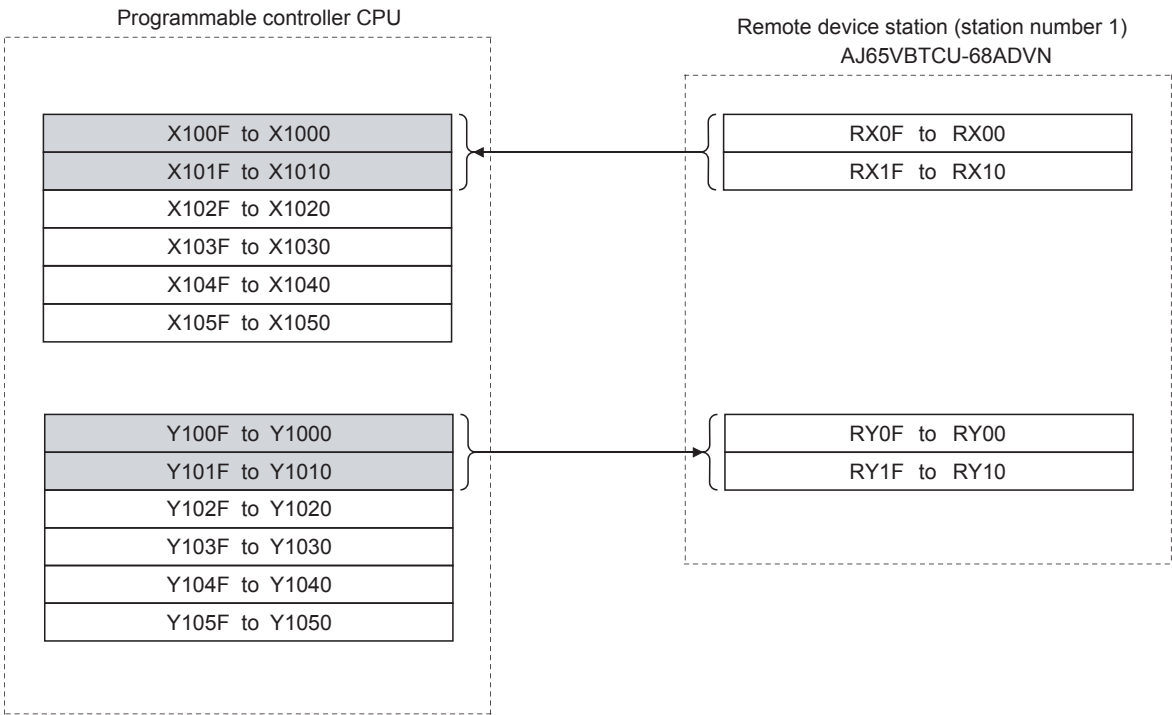 Programmable controller CPU
Remote device station (station number 1)
AJ65VBTCU-68ADVN
X100F to X1000
X101F to X1010
X102F to X1020
X103F to X1030
X104F to X1040
X105F to X1050
RX0F to RX00
RX1F to RX10
Y100F to Y1000
Y101F to Y1010
Y102F to Y1020
Y103F to Y1030
Y104F to Y1040
Y105F to Y1050
RY0F to RY00
RY1F to RY10